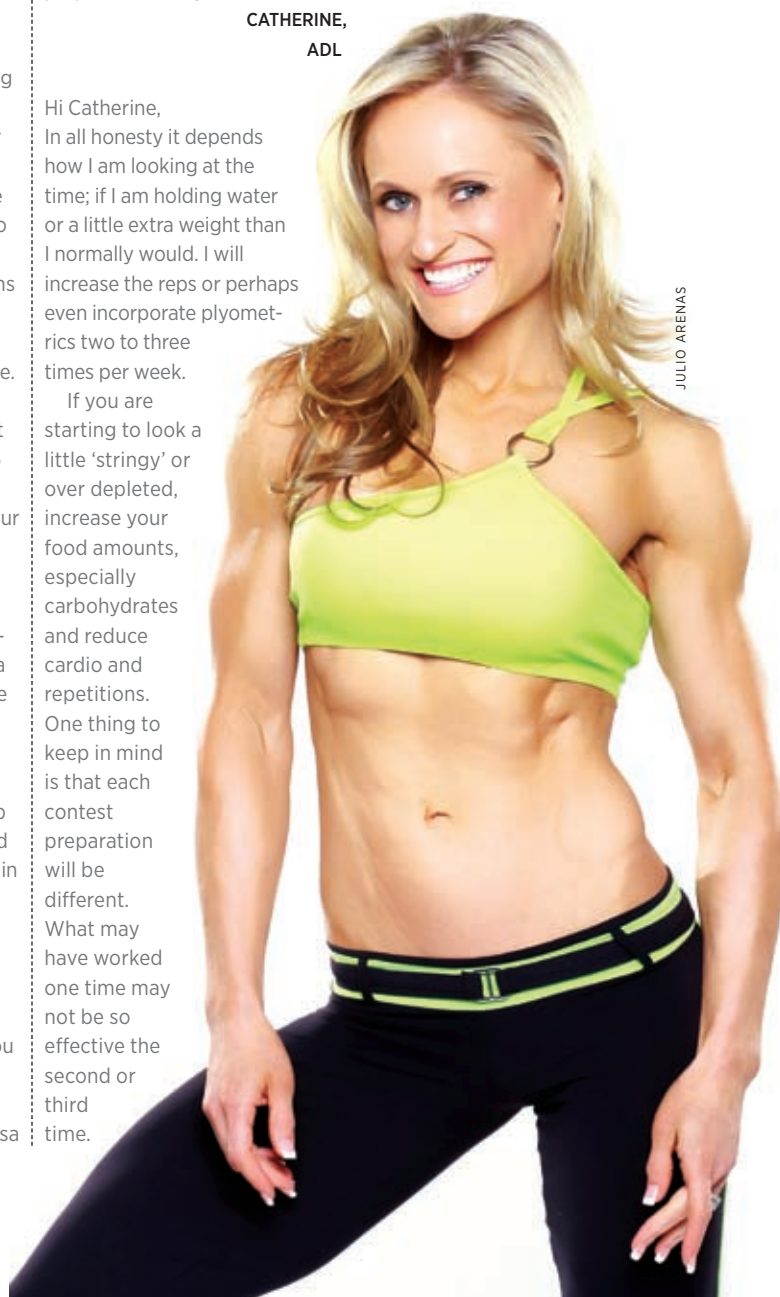 g
e
o
ns
e.
t
ur
-
a
e
o
d
in
ou
sa
CATHERINE,
ADL
Hi Catherine,
In all honesty it depends
how I am looking at the
time; if I am holding water
or a little extra weight than
I normally would. I will
increase the reps or perhaps
even incorporate plyomet-
rics two to three
times per week.
If you are
starting to look a
little ‘stringy’ or
over depleted,
increase your
food amounts,
especially
carbohydrates
and reduce
cardio and
repetitions.
One thing to
keep in mind
is that each
contest
preparation
will be
different.
What may
have worked
one time may
not be so
effective the
second or
third
time.
JULIO ARENAS